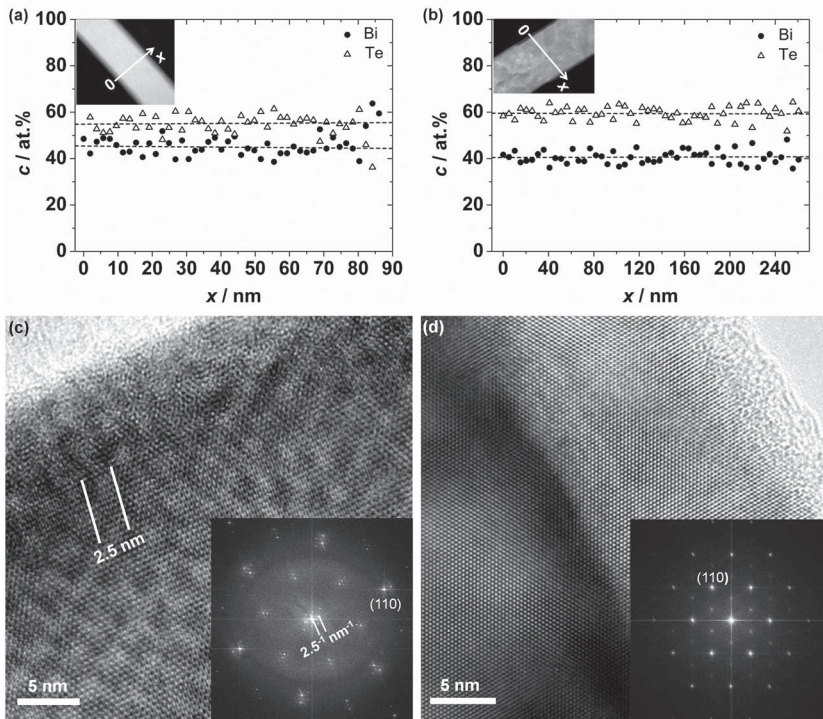 (a)
100
80
60
40
20
0
c / at.%
0
x
Bi
Te
0 10 20 30 40 50 60 70 80 90
x / nm
(b)
100
80
60
40
20
0
c / at.%
0
x
Bi
Te
0 40 80 120 160 200 240
x / nm
(c)
2.5 nm
(110)
2.5⁻¹ nm⁻¹
5 nm
(d)
(110)
5 nm